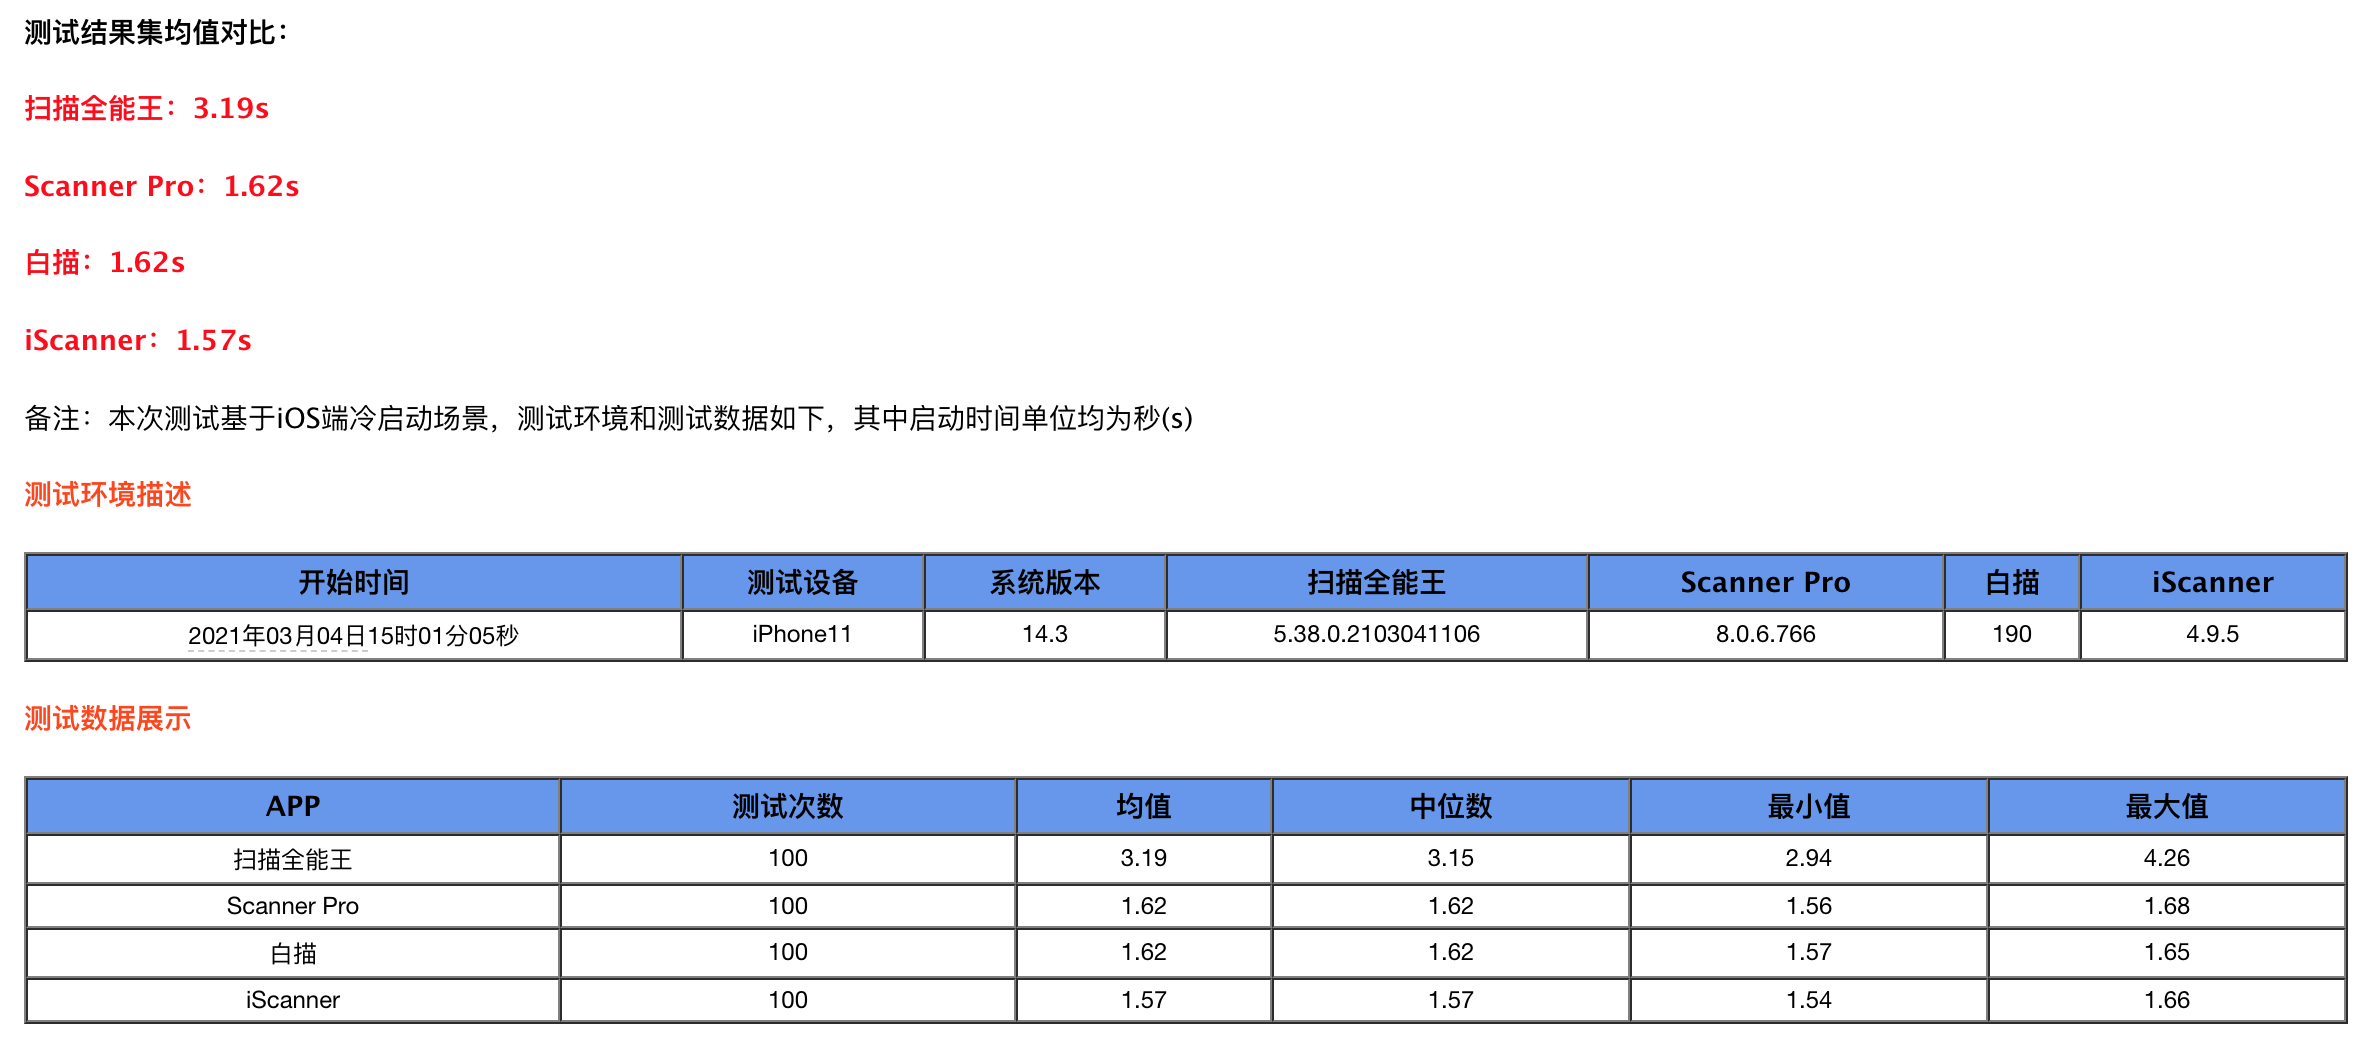 测试结果集均值对比：
扫描全能王：3.19s
Scanner Pro：1.62s
白描：1.62s
iScanner：1.57s
备注：本次测试基于iOS端冷启动场景，测试环境和测试数据如下，其中启动时间单位均为秒(s)
测试环境描述
开始时间 测试设备 系统版本 扫描全能王 Scanner Pro 白描 iScanner
2021年03月04日15时01分05秒 iPhone11 14.3 5.38.0.2103041106 8.0.6.766 190 4.9.5
测试数据展示
APP 测试次数 均值 中位数 最小值 最大值
扫描全能王 100 3.19 3.15 2.94 4.26
Scanner Pro 100 1.62 1.62 1.56 1.68
白描 100 1.62 1.62 1.57 1.65
iScanner 100 1.57 1.57 1.54 1.66